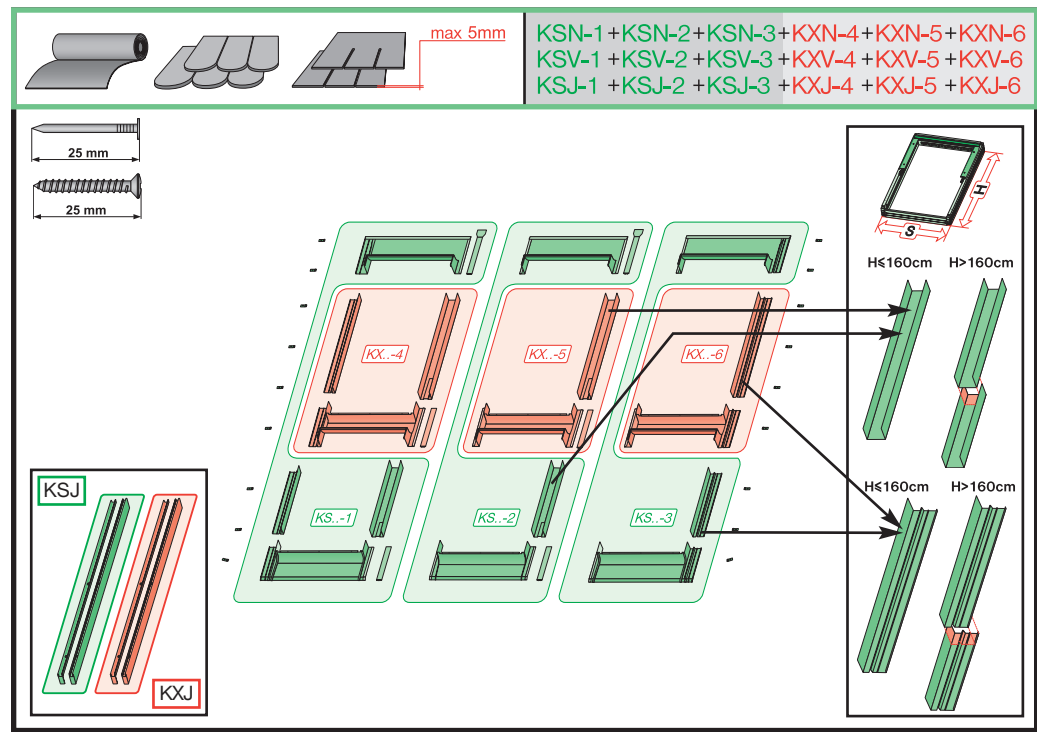 max 5mm
KSN-1+KSN-2+KSN-3+KXN-4+KXN-5+KXN-6
KSV-1+KSV-2+KSV-3+KXV-4+KXV-5+KXV-6
KSJ-1+KSJ-2+KSJ-3+KXJ-4+KXJ-5+KXJ-6
25 mm
25 mm
H
S
H≤160cm H>160cm
KX..-4 KX..-5 KX..-6
H≤160cm H>160cm
KS..-1 KS..-2 KS..-3
KSJ
KXJ